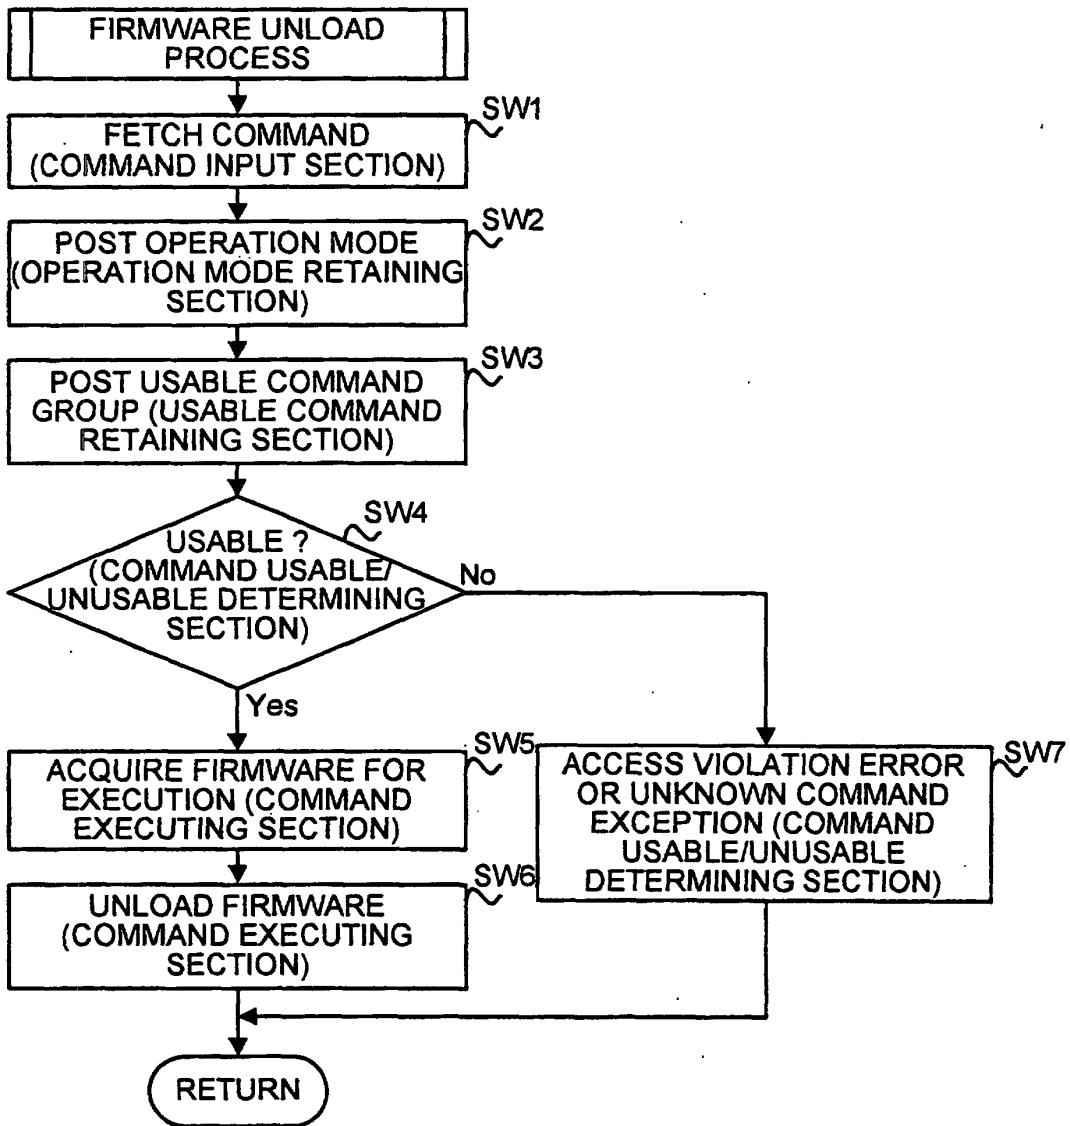 FIRMWARE UNLOAD
PROCESS
SW1
FETCH COMMAND
(COMMAND INPUT SECTION)
SW2
POST OPERATION MODE
(OPERATION MODE RETAINING
SECTION)
SW3
POST USABLE COMMAND
GROUP (USABLE COMMAND
RETAINING SECTION)
SW4
USABLE ?
(COMMAND USABLE/
UNUSABLE DETERMINING
SECTION)
No
Yes
SW5
ACQUIRE FIRMWARE FOR
EXECUTION (COMMAND
EXECUTING SECTION)
SW7
ACCESS VIOLATION ERROR
OR UNKNOWN COMMAND
EXCEPTION (COMMAND
USABLE/UNUSABLE
DETERMINING SECTION)
SW6
UNLOAD FIRMWARE
(COMMAND EXECUTING
SECTION)
RETURN